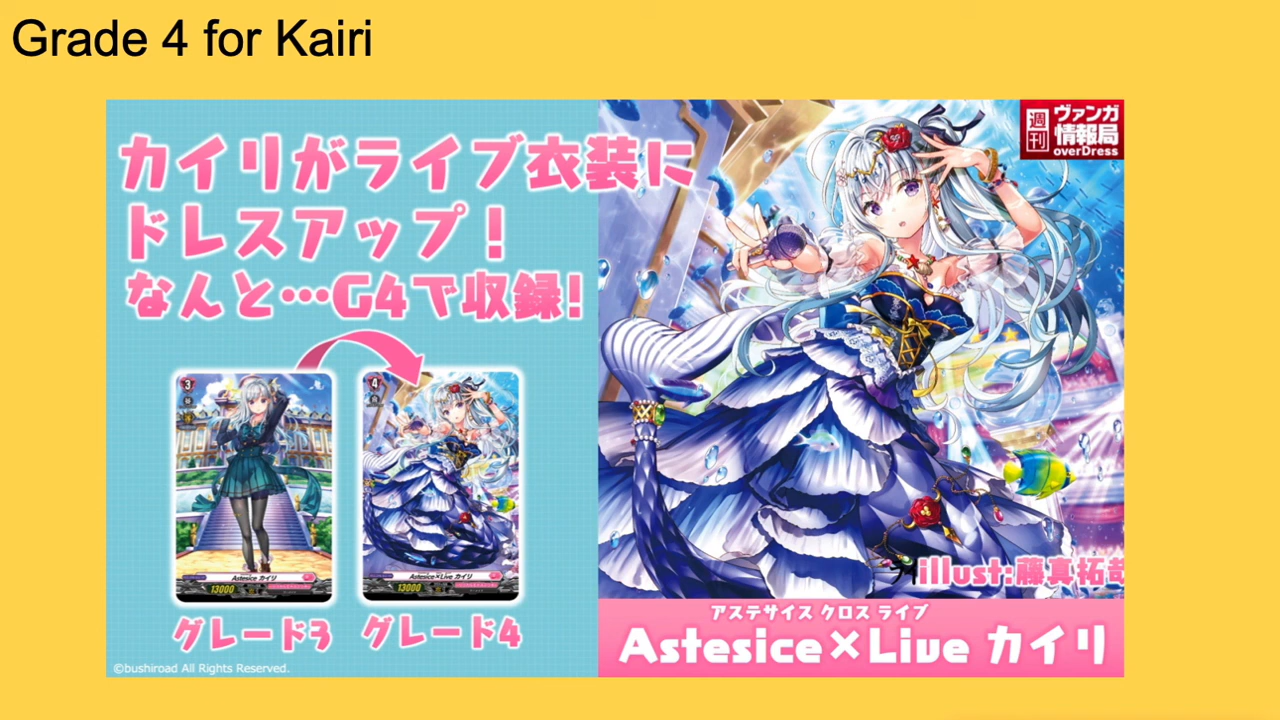 Grade 4 for Kairi
カイリがライブ衣装に
ドレスアップ！
なんと…G4で収録!
週刊
ヴァンガ
情報局
overDress
3
4
Astesice カイリ
13000
Astesice×Live カイリ
13000
グレード3
グレード4
©bushiroad All Rights Reserved.
illust:藤真拓哉
アステサイス クロス ライブ
Astesice×Live カイリ